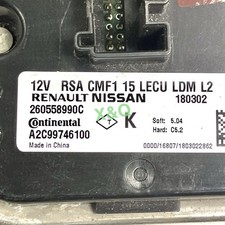 12V RSA CMF1 15 LECU LDM L2
RENAULT NISSAN 180302
260558990C
X&Q
Continental T K Soft: 5.04
A2C99746100 Hard: C5.2
Made in China 0000/16807/1803022862